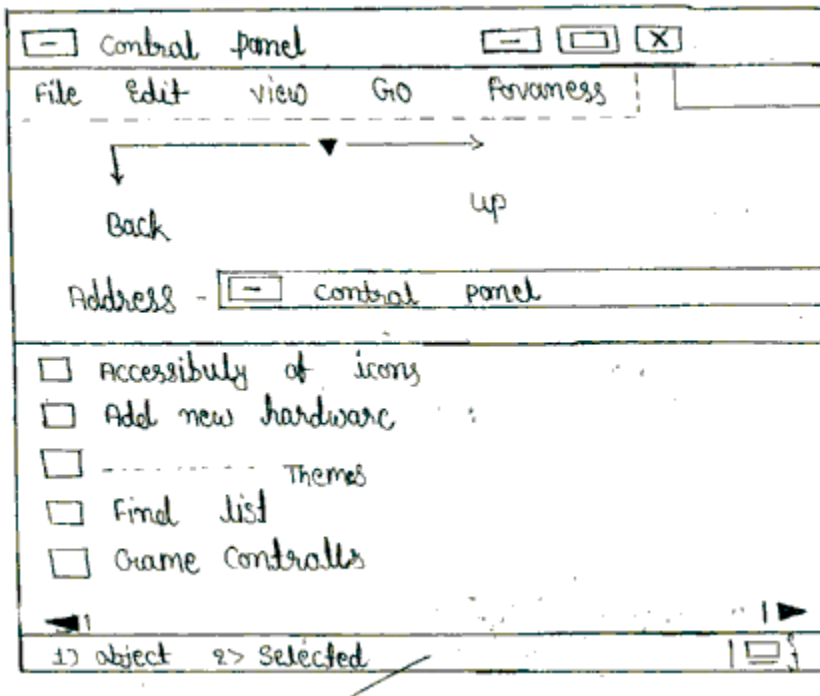 Contral panel
File Edit view Go Fovaness
Back up
Address - Contral panel
Accessibuly of icons
Add new hardware
Themes
Find list
Game Contralls
1) object 2> Selected